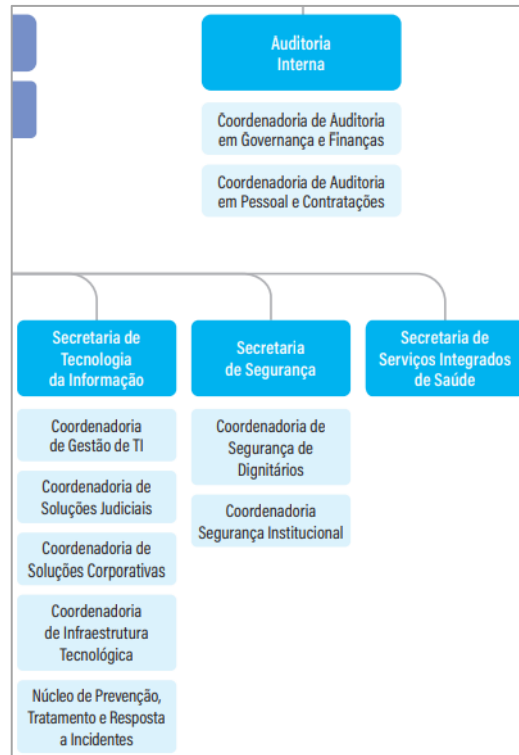 Auditoria
Interna
Coordenadoria de Auditoria
em Governança e Finanças
Coordenadoria de Auditoria
em Pessoal e Contratações
Secretaria de
Tecnologia
da Informação
Coordenadoria
de Gestão de TI
Coordenadoria de
Soluções Judiciais
Coordenadoria de
Soluções Corporativas
Coordenadoria
de Infraestrutura
Tecnológica
Núcleo de Prevenção,
Tratamento e Resposta
a Incidentes
Secretaria
de Segurança
Coordenadoria de
Segurança de
Dignitários
Coordenadoria
Segurança Institucional
Secretaria de
Serviços Integrados
de Saúde